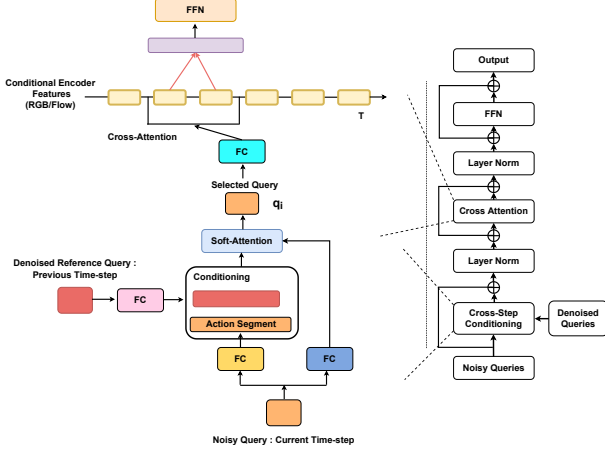 FFN
Conditional Encoder
Features
(RGB/Flow)
T
Cross-Attention
FC
Selected Query
qi
Soft-Attention
Denoised Reference Query :
Previous Time-step
FC
Conditioning
Action Segment
FC
FC
Noisy Query : Current Time-step
Output
FFN
Layer Norm
Cross Attention
Layer Norm
Cross-Step
Conditioning
Denoised
Queries
Noisy Queries